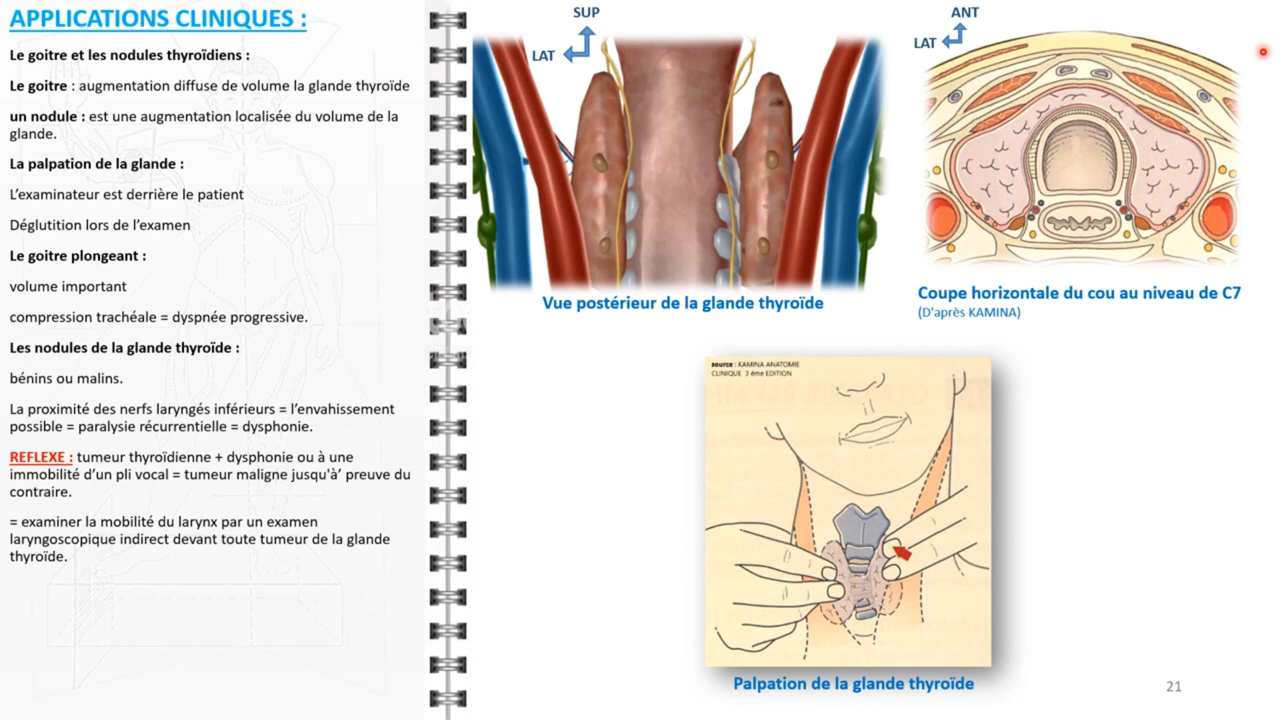 APPLICATIONS CLINIQUES :
Le goitre et les nodules thyroïdiens :
Le goitre : augmentation diffuse de volume la glande thyroïde
un nodule : est une augmentation localisée du volume de la
glande.
La palpation de la glande :
L'examinateur est derrière le patient
Déglutition lors de l'examen
Le goitre plongeant :
volume important
compression trachéale = dyspnée progressive.
Les nodules de la glande thyroïde :
bénins ou malins.
La proximité des nerfs laryngés inférieurs = l'envahissement
possible = paralysie récurrentielle = dysphonie.
REFLEXE : tumeur thyroïdienne + dysphonie ou à une
immobilité d'un pli vocal = tumeur maligne jusqu'à' preuve du
contraire.
= examiner la mobilité du larynx par un examen
laryngoscopique indirect devant toute tumeur de la glande
thyroïde.
SUP
LAT
Vue postérieur de la glande thyroïde
ANT
LAT
Coupe horizontale du cou au niveau de C7
(D'après KAMINA)
source : KAMINA ANATOMIE
CLINIQUE 3 éme EDITION
Palpation de la glande thyroïde
21